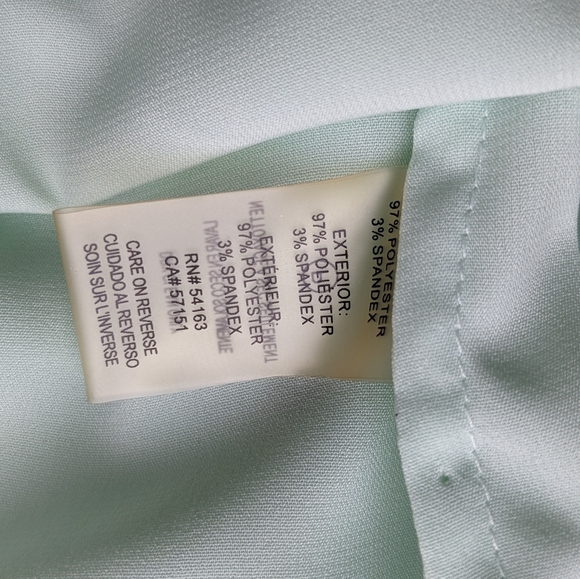 97% POLYESTER
3% SPANDEX
EXTERIOR:
97% POLIÉSTER
3% SPANDEX
EXTÉRIEUR:
97% POLYESTER
3% SPANDEX
RN# 54163
CA# 57151
CARE ON REVERSE
CUIDADO AL REVERSO
SOIN SUR L'INVERSE